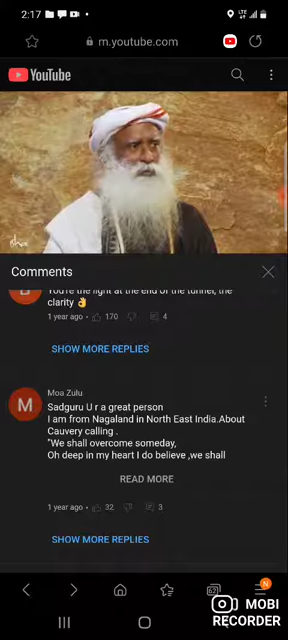 2:17
LTE
m.youtube.com
YouTube
isha
Comments
You're the light at the end of the tunnel, the
clarity 👌
1 year ago • 170 4
SHOW MORE REPLIES
M
Moa Zulu
Sadguru U r a great person
I am from Nagaland in North East India.About
Cauvery calling .
"We shall overcome someday,
Oh deep in my heart I do believe ,we shall
READ MORE
1 year ago • 32 3
SHOW MORE REPLIES
N
MOBI
RECORDER